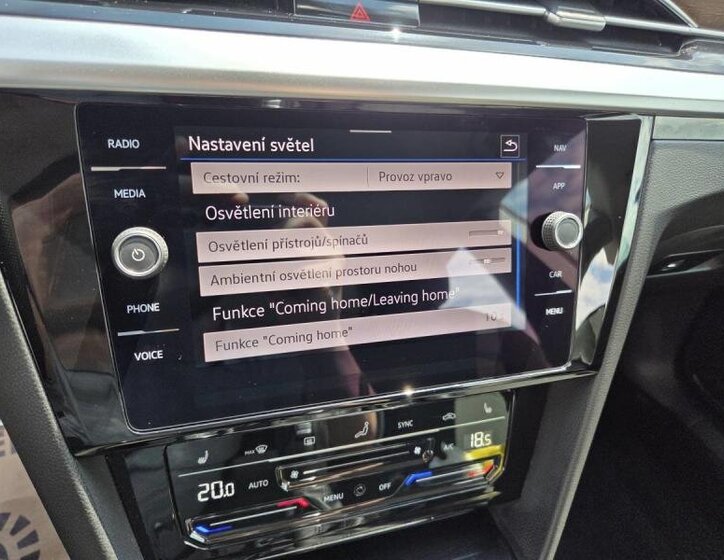 RADIO
MEDIA
PHONE
VOICE
Nastavení světel
Cestovní režim: Provoz vpravo
Osvětlení interiéru
Osvětlení přístrojů/spínačů
Ambientní osvětlení prostoru nohou
Funkce "Coming home/Leaving home"
Funkce "Coming home"
NAV
APP
CAR
MENU
MAX
SYNC
A/C
20.0
AUTO
MENU
OFF
18.5